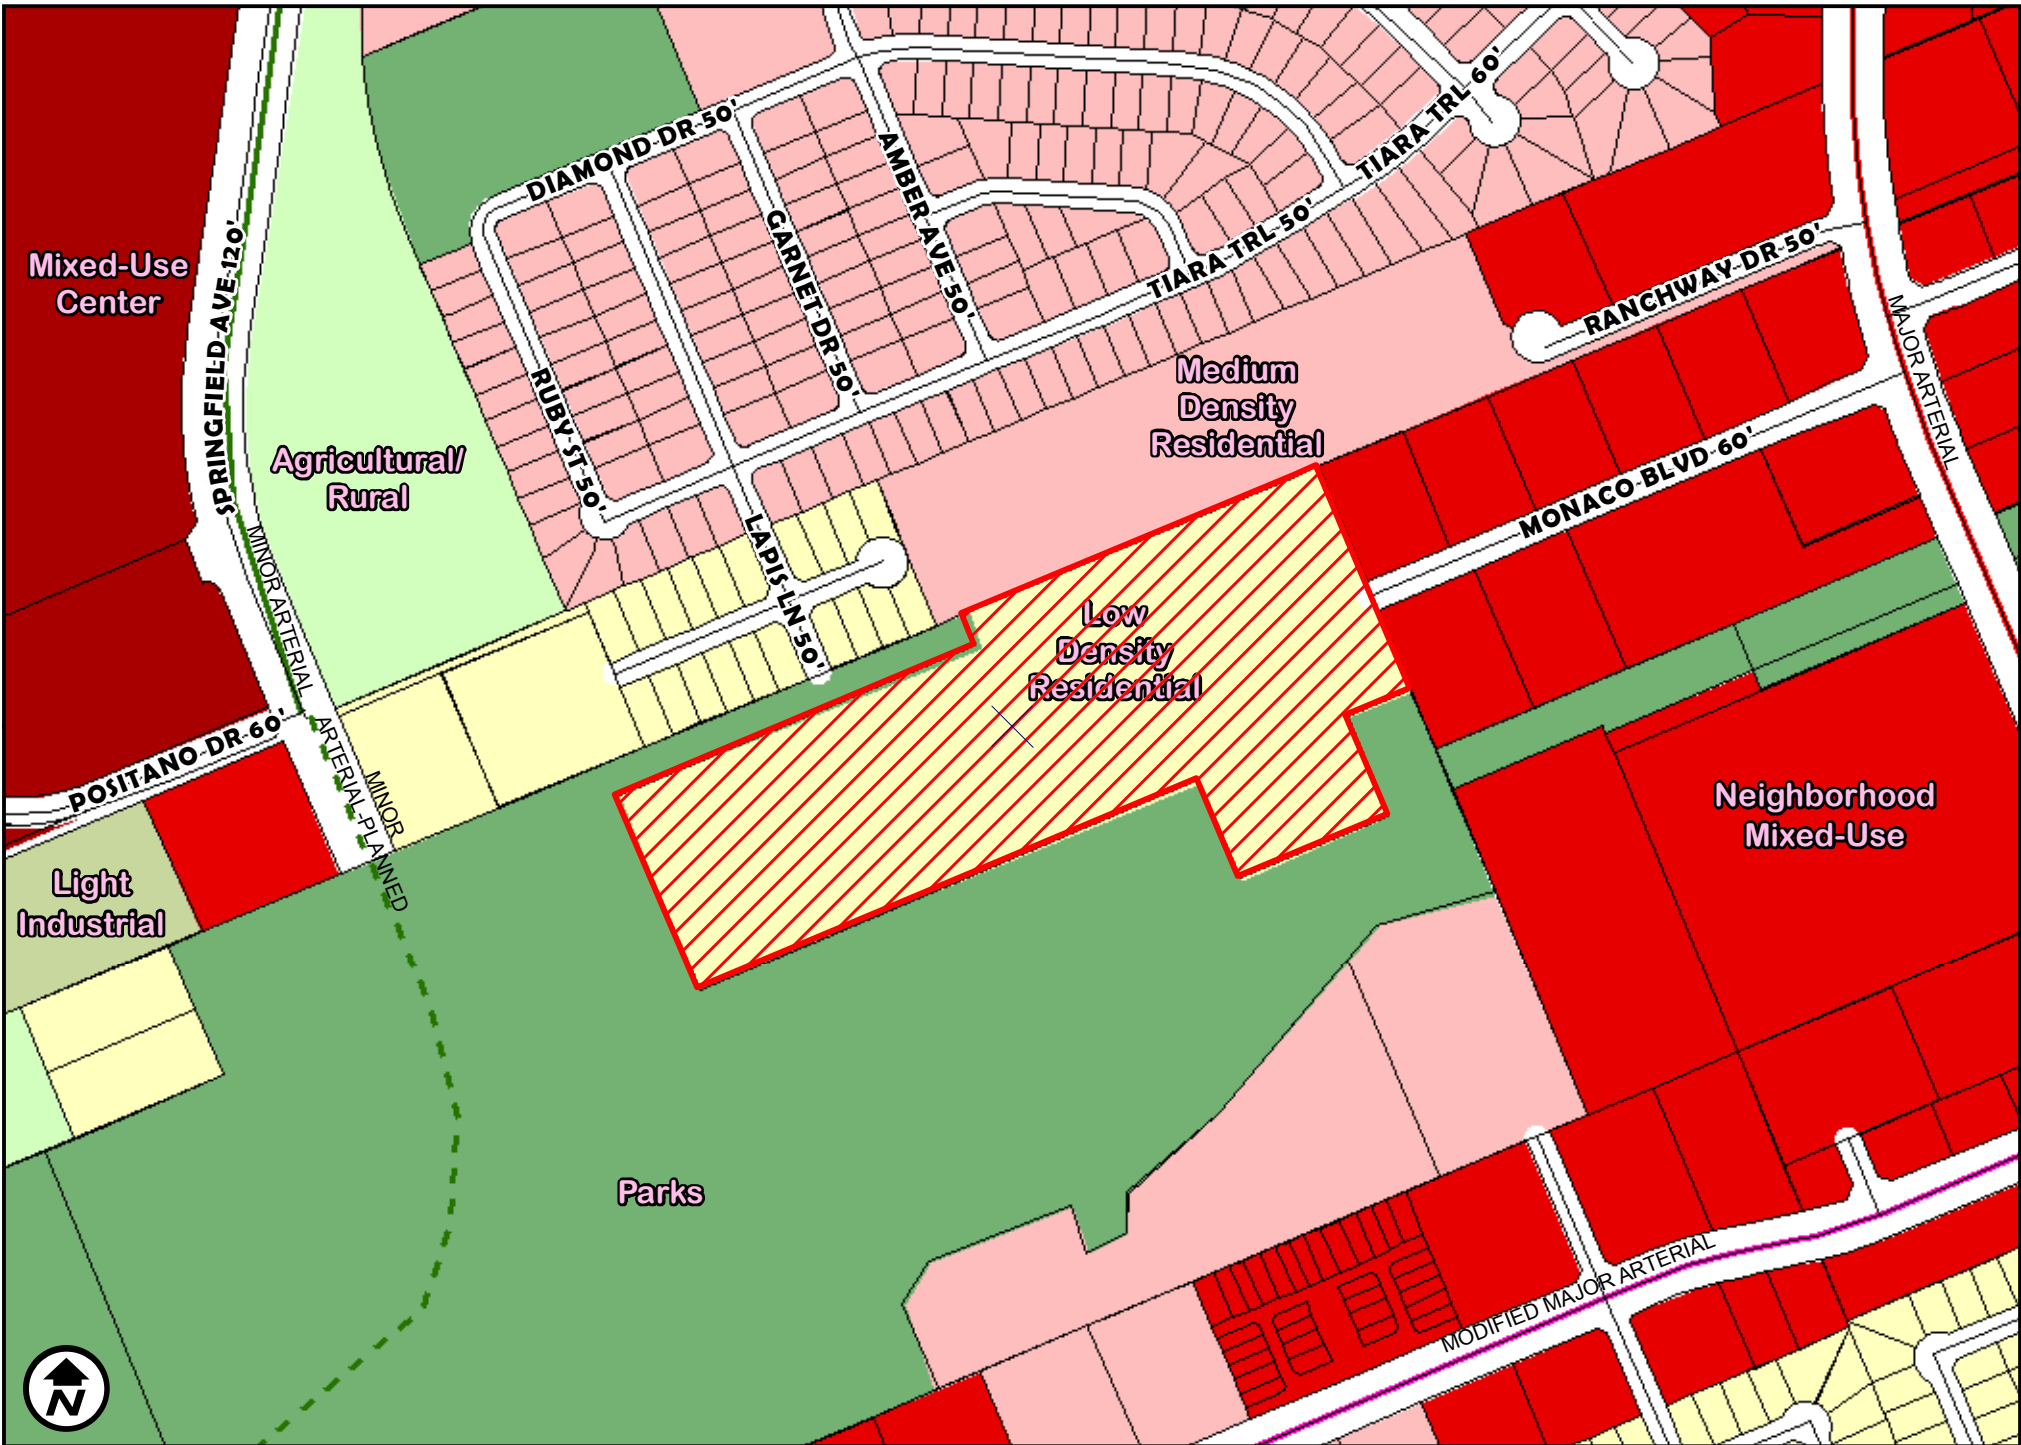 DIAMOND-DR-50'
TIARA-TRL-60'
AMBER-AVE-50'
GARNET-DR-50'
TIARA-TRL-50'
RANCHWAY-DR-50'
Mixed-Use
Center
SPRINGFIELD-AVE-120'
MAJOR ARTERIAL
RUBY-ST-50'
Medium
Density
Residential
Agricultural/
Rural
MONACO-BLVD-60'
LAPIS-LN-50'
MINOR ARTERIAL
Low
Density
Residential
POSITANO-DR-60'
MINOR
ARTERIAL -PLANNED
Neighborhood
Mixed-Use
Light
Industrial
Parks
MODIFIED MAJOR ARTERIAL
N